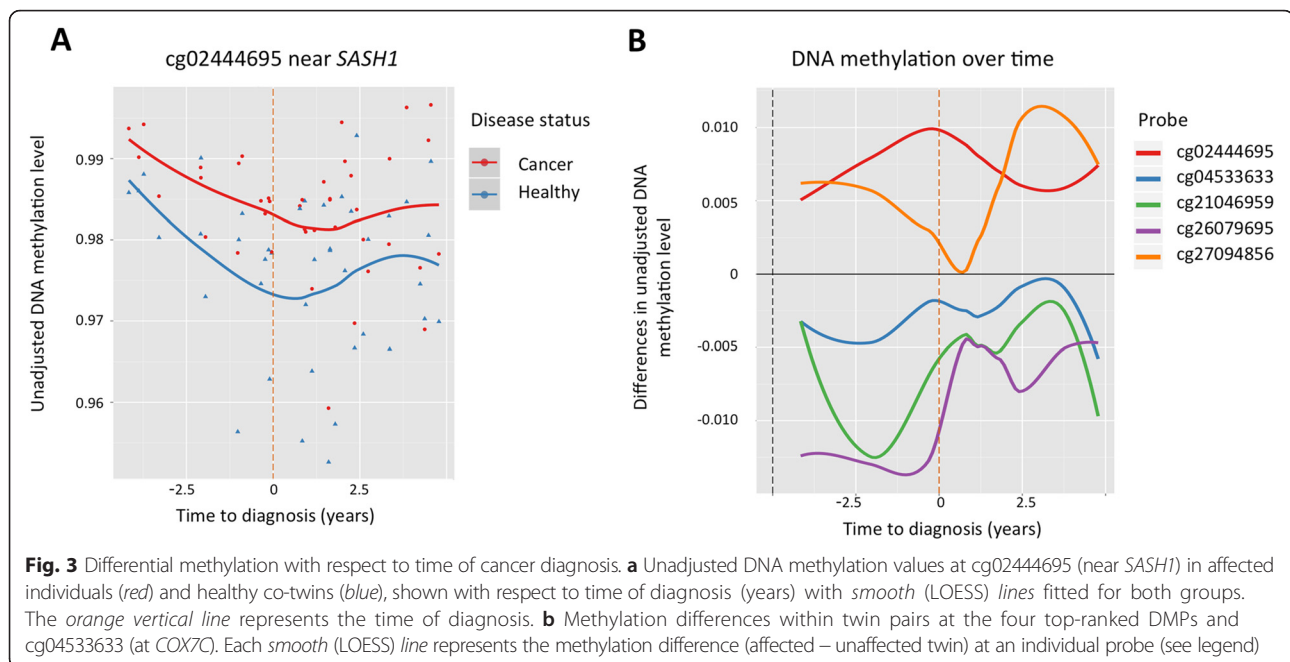 A
cg02444695 near SASH1
Unadjusted DNA methylation level
0.99
0.98
0.97
0.96
-2.5
0
2.5
Time to diagnosis (years)
Disease status
Cancer
Healthy
B
DNA methylation over time
Differences in unadjusted DNA
methylation level
0.010
0.005
0
-0.005
-0.010
-2.5
0
2.5
Time to diagnosis (years)
Probe
cg02444695
cg04533633
cg21046959
cg26079695
cg27094856
Fig. 3 Differential methylation with respect to time of cancer diagnosis. a Unadjusted DNA methylation values at cg02444695 (near SASH1) in affected
individuals (red) and healthy co-twins (blue), shown with respect to time of diagnosis (years) with smooth (LOESS) lines fitted for both groups.
The orange vertical line represents the time of diagnosis. b Methylation differences within twin pairs at the four top-ranked DMPs and
cg04533633 (at COX7C). Each smooth (LOESS) line represents the methylation difference (affected – unaffected twin) at an individual probe (see legend)